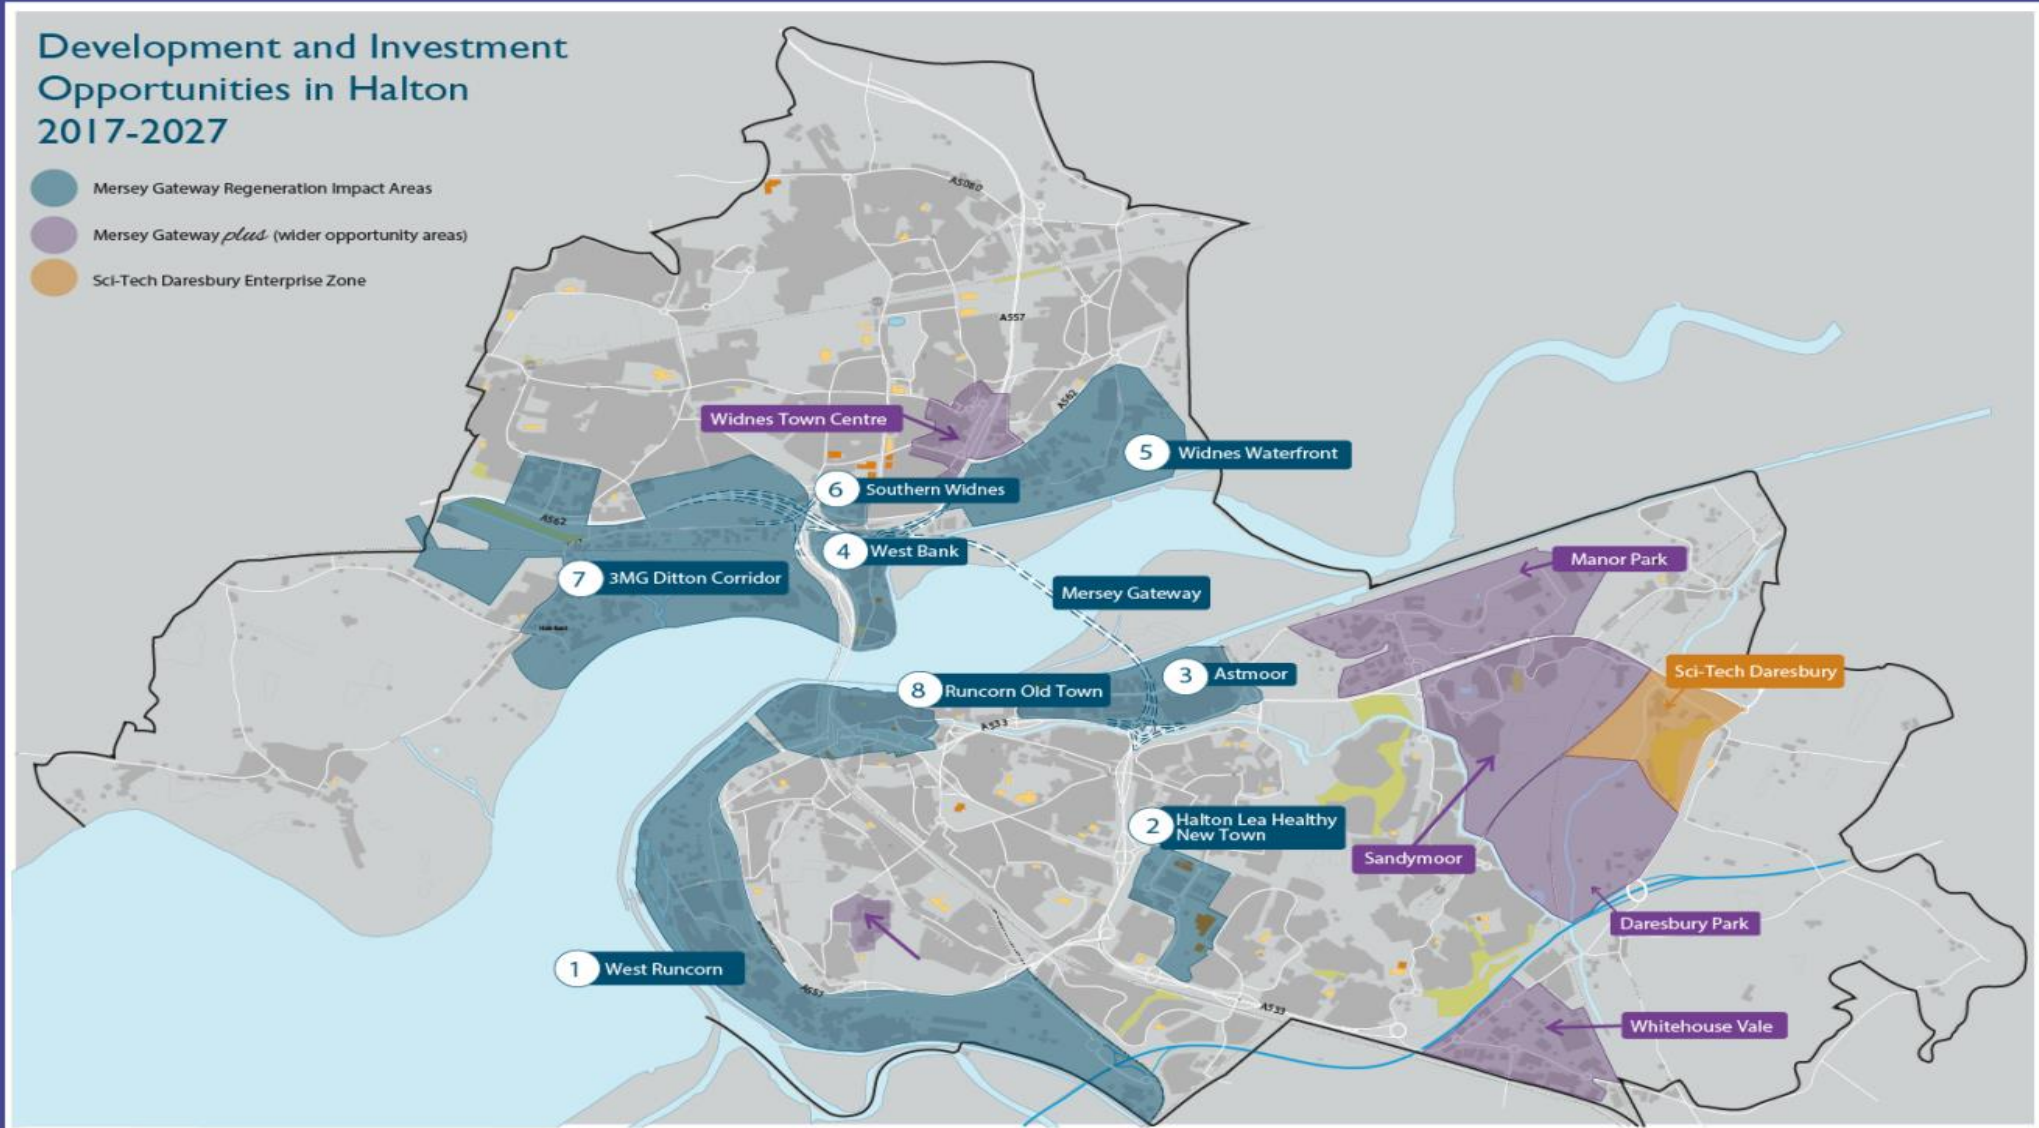 Development and Investment
Opportunities in Halton
2017-2027
Mersey Gateway Regeneration Impact Areas
Mersey Gateway plus (wider opportunity areas)
Sci-Tech Daresbury Enterprise Zone
A5080
A557
Widnes Town Centre
A562
5 Widnes Waterfront
6 Southern Widnes
A562
4 West Bank
7 3MG Ditton Corridor
Mersey Gateway
Manor Park
3 Astmoor
Sci-Tech Daresbury
8 Runcorn Old Town
A533
2 Halton Lea Healthy
New Town
Sandymoor
Daresbury Park
1 West Runcorn
A533
Whitehouse Vale